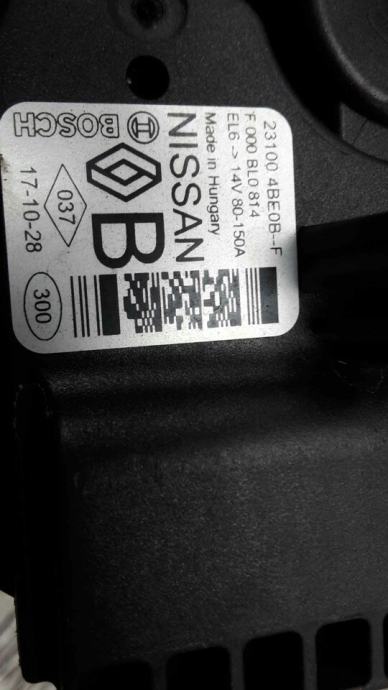 23100 4BE0B--F
F 000 BL0 814
EL6 -> 14V 80-150A
Made in Hungary
NISSAN
BOSCH
B
037
17-10-28
300